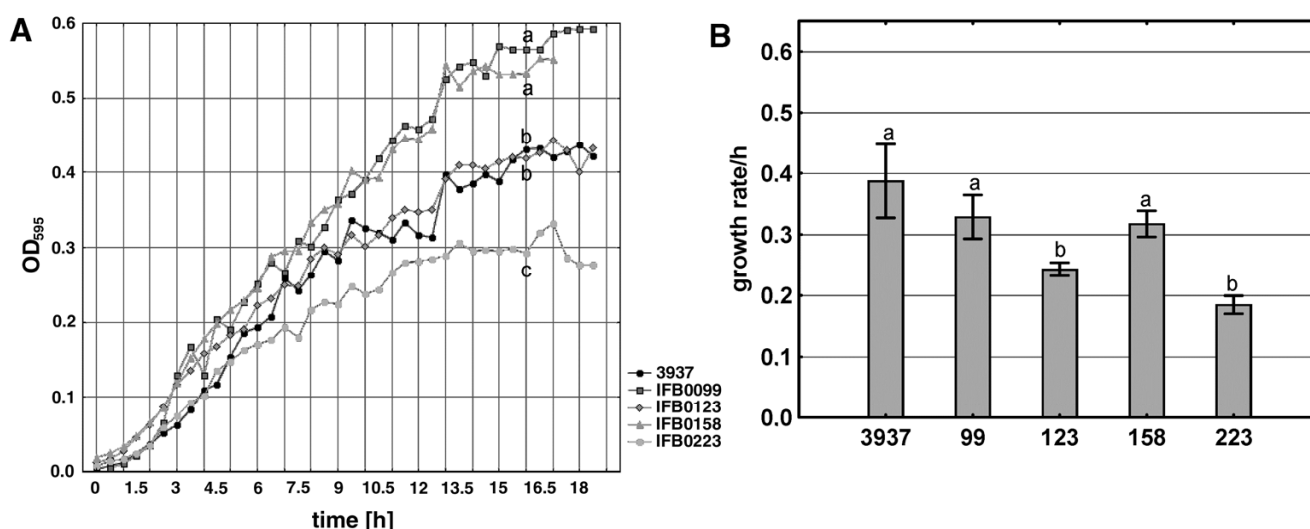 A
OD595
0.6
0.5
0.4
0.3
0.2
0.1
0.0
a
a
b
b
c
0 1.5 3 4.5 6 7.5 9 10.5 12 13.5 15 16.5 18
time [h]
3937
IFB0099
IFB0123
IFB0158
IFB0223
B
growth rate/h
0.6
0.5
0.4
0.3
0.2
0.1
0.0
a
a
b
a
b
3937 99 123 158 223